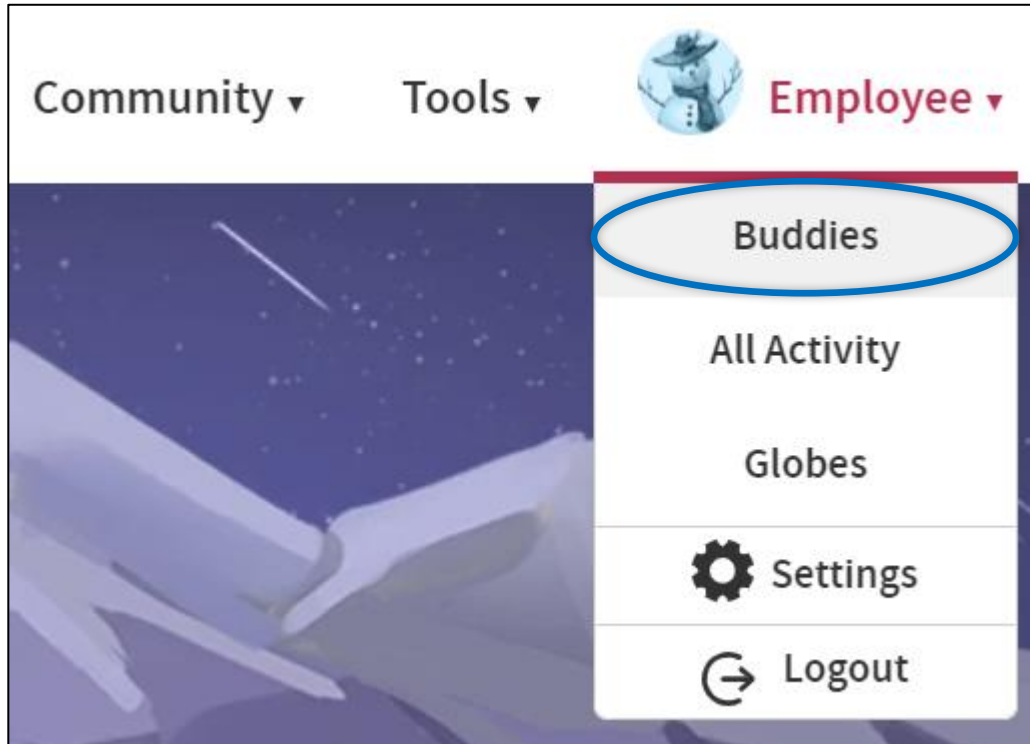 Community ▾ Tools ▾ Employee ▾
Buddies
All Activity
Globes
Settings
Logout